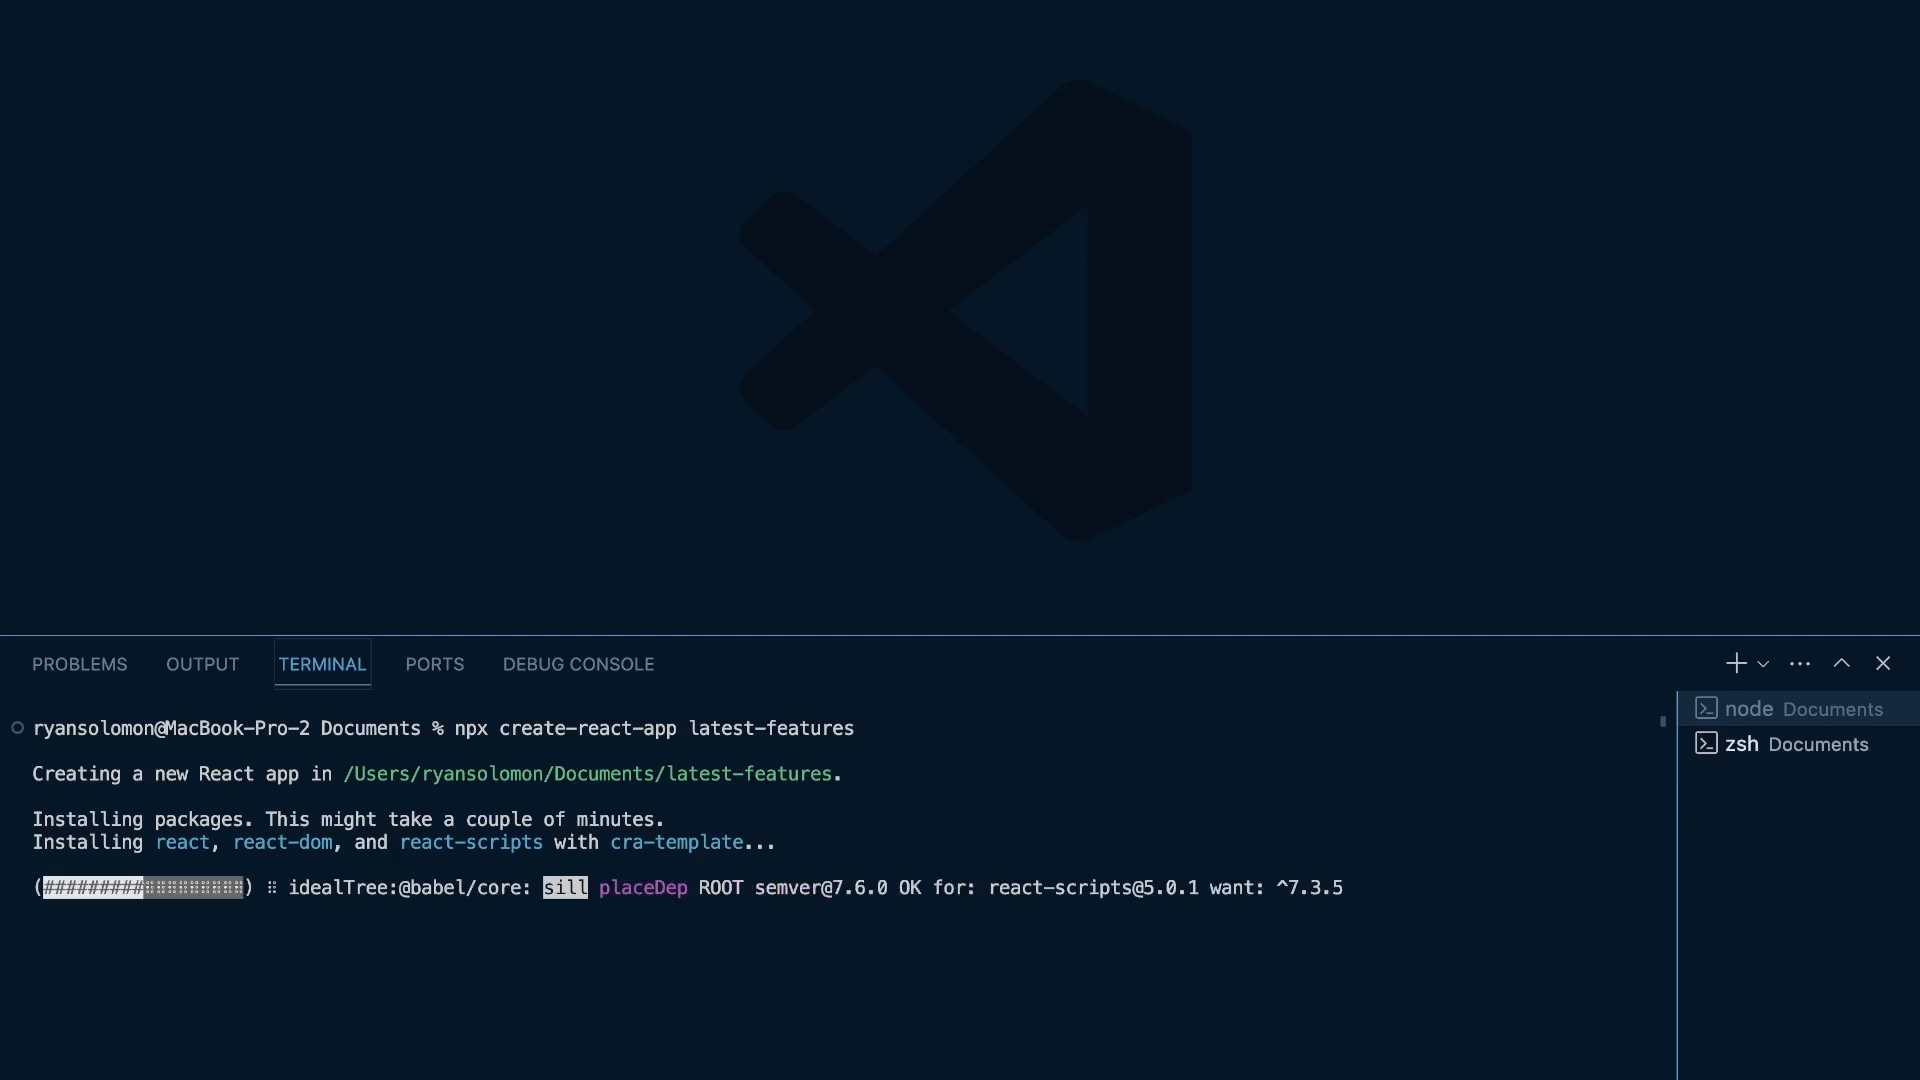 PROBLEMS OUTPUT TERMINAL PORTS DEBUG CONSOLE
ryansolomon@MacBook-Pro-2 Documents % npx create-react-app latest-features
Creating a new React app in /Users/ryansolomon/Documents/latest-features.
Installing packages. This might take a couple of minutes.
Installing react, react-dom, and react-scripts with cra-template...
(#########⠂⠂⠂⠂⠂⠂⠂⠂⠂) ⠸ idealTree:@babel/core: sill placeDep ROOT semver@7.6.0 OK for: react-scripts@5.0.1 want: ^7.3.5
node Documents
zsh Documents